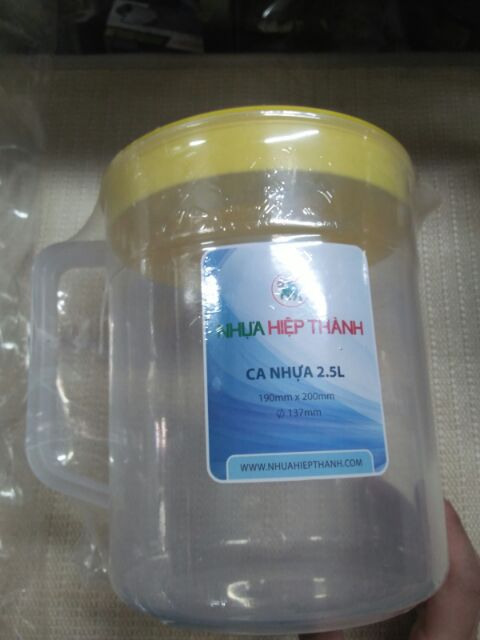 NHỰA HIỆP THÀNH
CA NHỰA 2.5L
190mm x 200mm
Ø 137mm
WWW.NHUAHIEPTHANH.COM